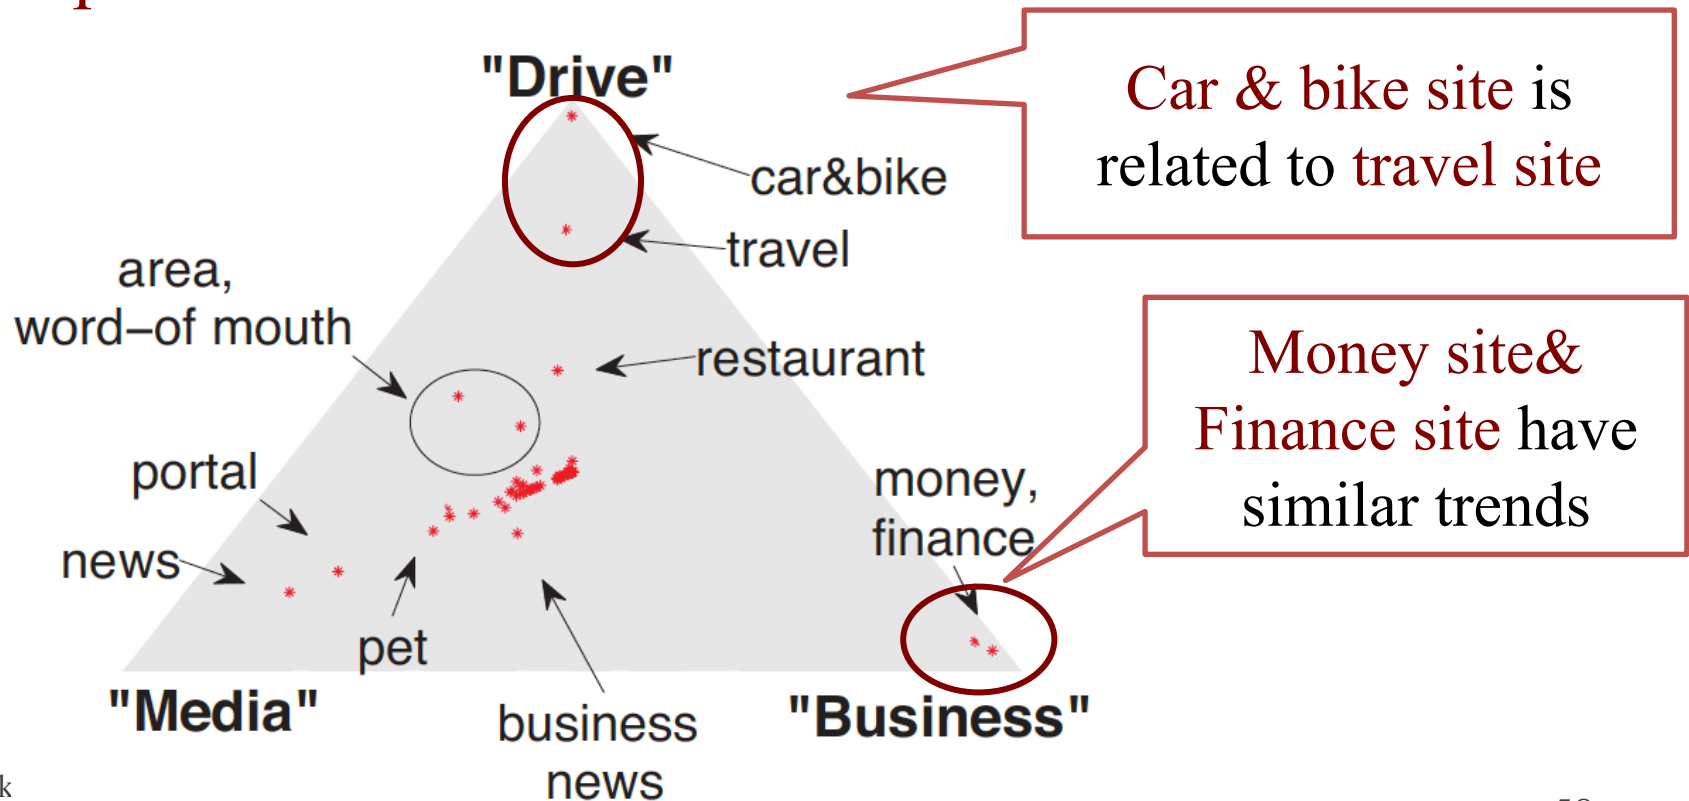 "Drive"
Car & bike site is
related to travel site
car&bike
travel
area,
word–of mouth
restaurant
Money site&
Finance site have
similar trends
portal
money,
finance
news
pet
"Media"
business
news
"Business"
k